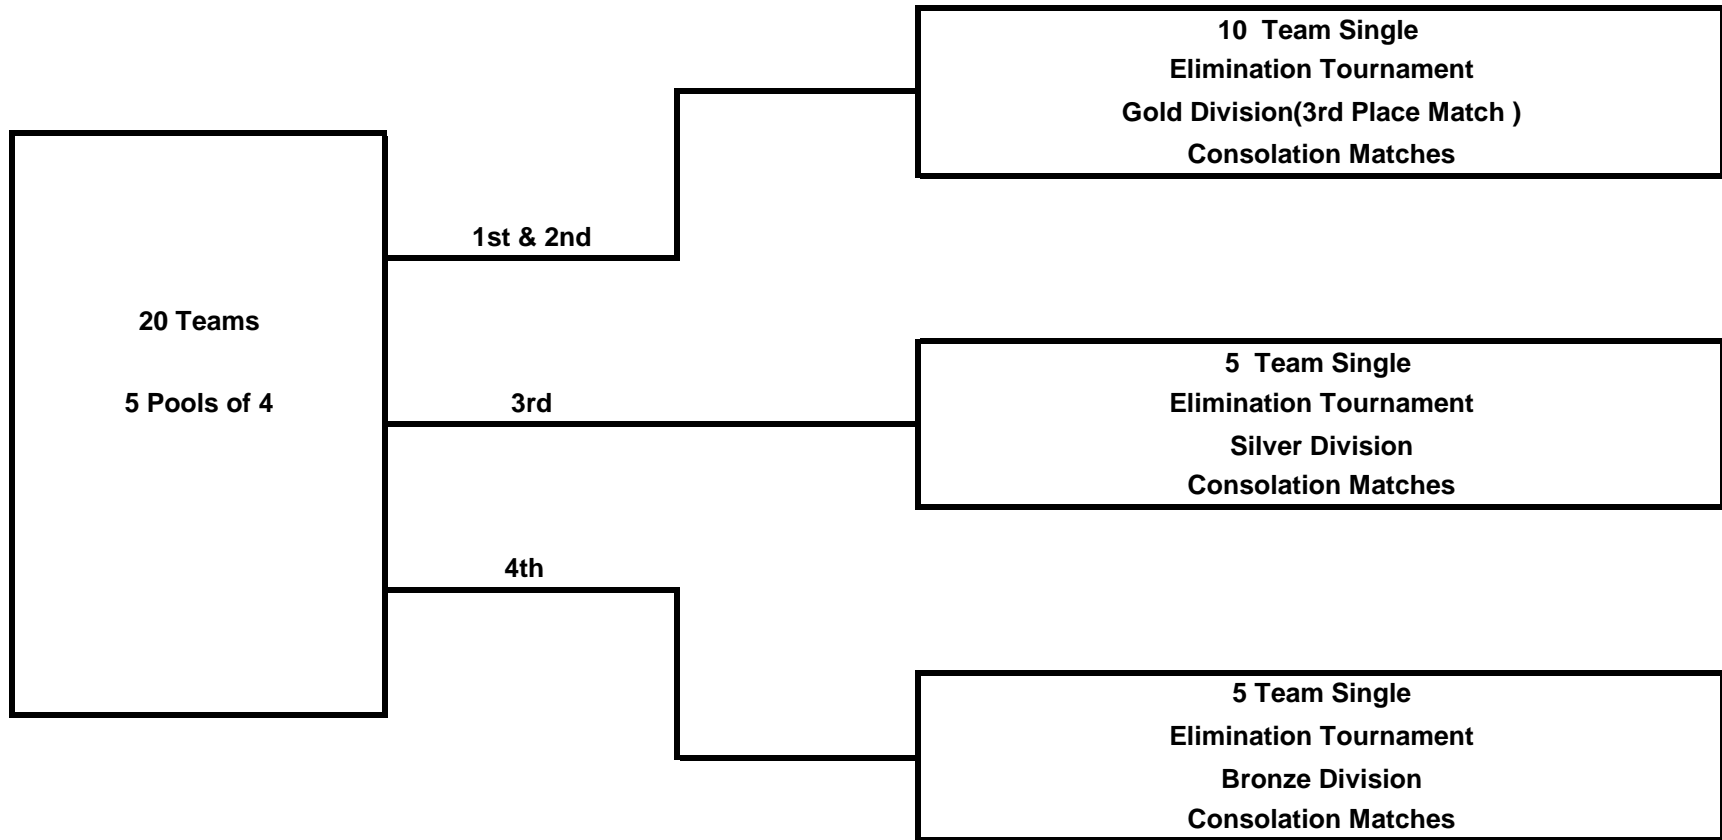 20 Teams
5 Pools of 4
1st & 2nd
3rd
4th
10  Team Single
Elimination Tournament
Gold Division(3rd Place Match )
Consolation Matches
5  Team Single
Elimination Tournament
Silver Division
Consolation Matches
5 Team Single
Elimination Tournament
Bronze Division
Consolation Matches